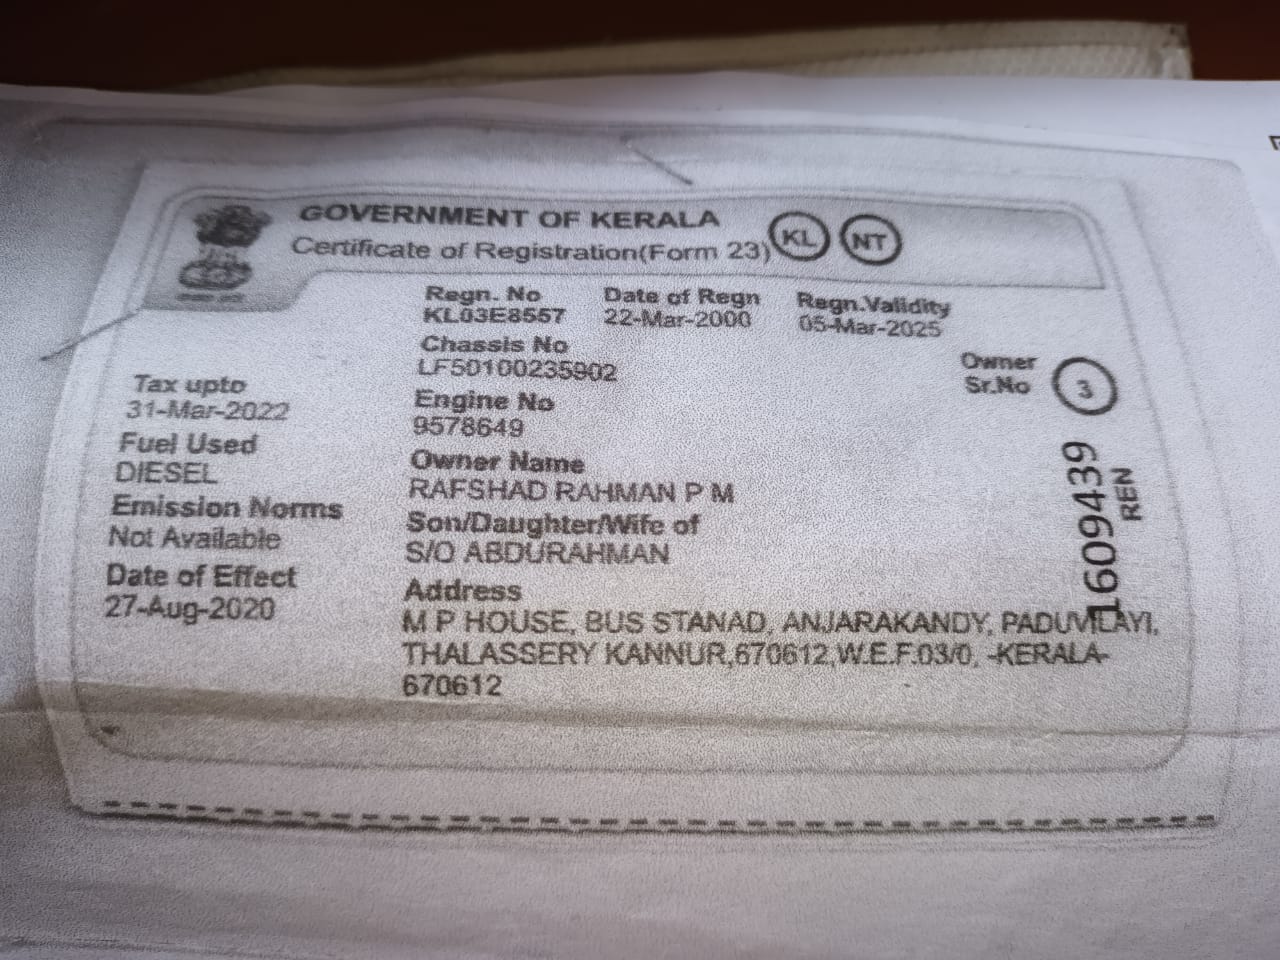 GOVERNMENT OF KERALA
Certificate of Registration(Form 23)
KL
NT
Regn. No Date of Regn Regn.Validity
KL03E8557 22-Mar-2000 05-Mar-2025
Chassis No
LF50100235902
Owner
Sr.No
3
Tax upto
31-Mar-2022
Engine No
9578649
Fuel Used
DIESEL
Owner Name
RAFSHAD RAHMAN P M
Emission Norms
Not Available
Son/Daughter/Wife of
S/O ABDURAHMAN
Date of Effect
27-Aug-2020
Address
M P HOUSE, BUS STANAD, ANJARAKANDY, PADUVILAYI,
THALASSERY KANNUR,670612,W.E.F.03/0, -KERALA-
670612
1609439
REN